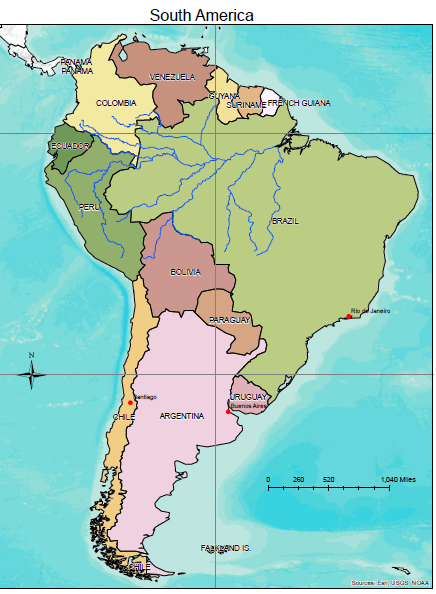 South America
PANAMA
PANAMA
VENEZUELA
GUYANA
SURINAME
FRENCH GUIANA
COLOMBIA
ECUADOR
PERU
BRAZIL
BOLIVIA
PARAGUAY
Rio de Janeiro
N
Santiago
URUGUAY
Buenos Aires
CHILE
ARGENTINA
0 260 520 1,040 Miles
FALKLAND IS.
CHILE
Sources: Esri, USGS, NOAA